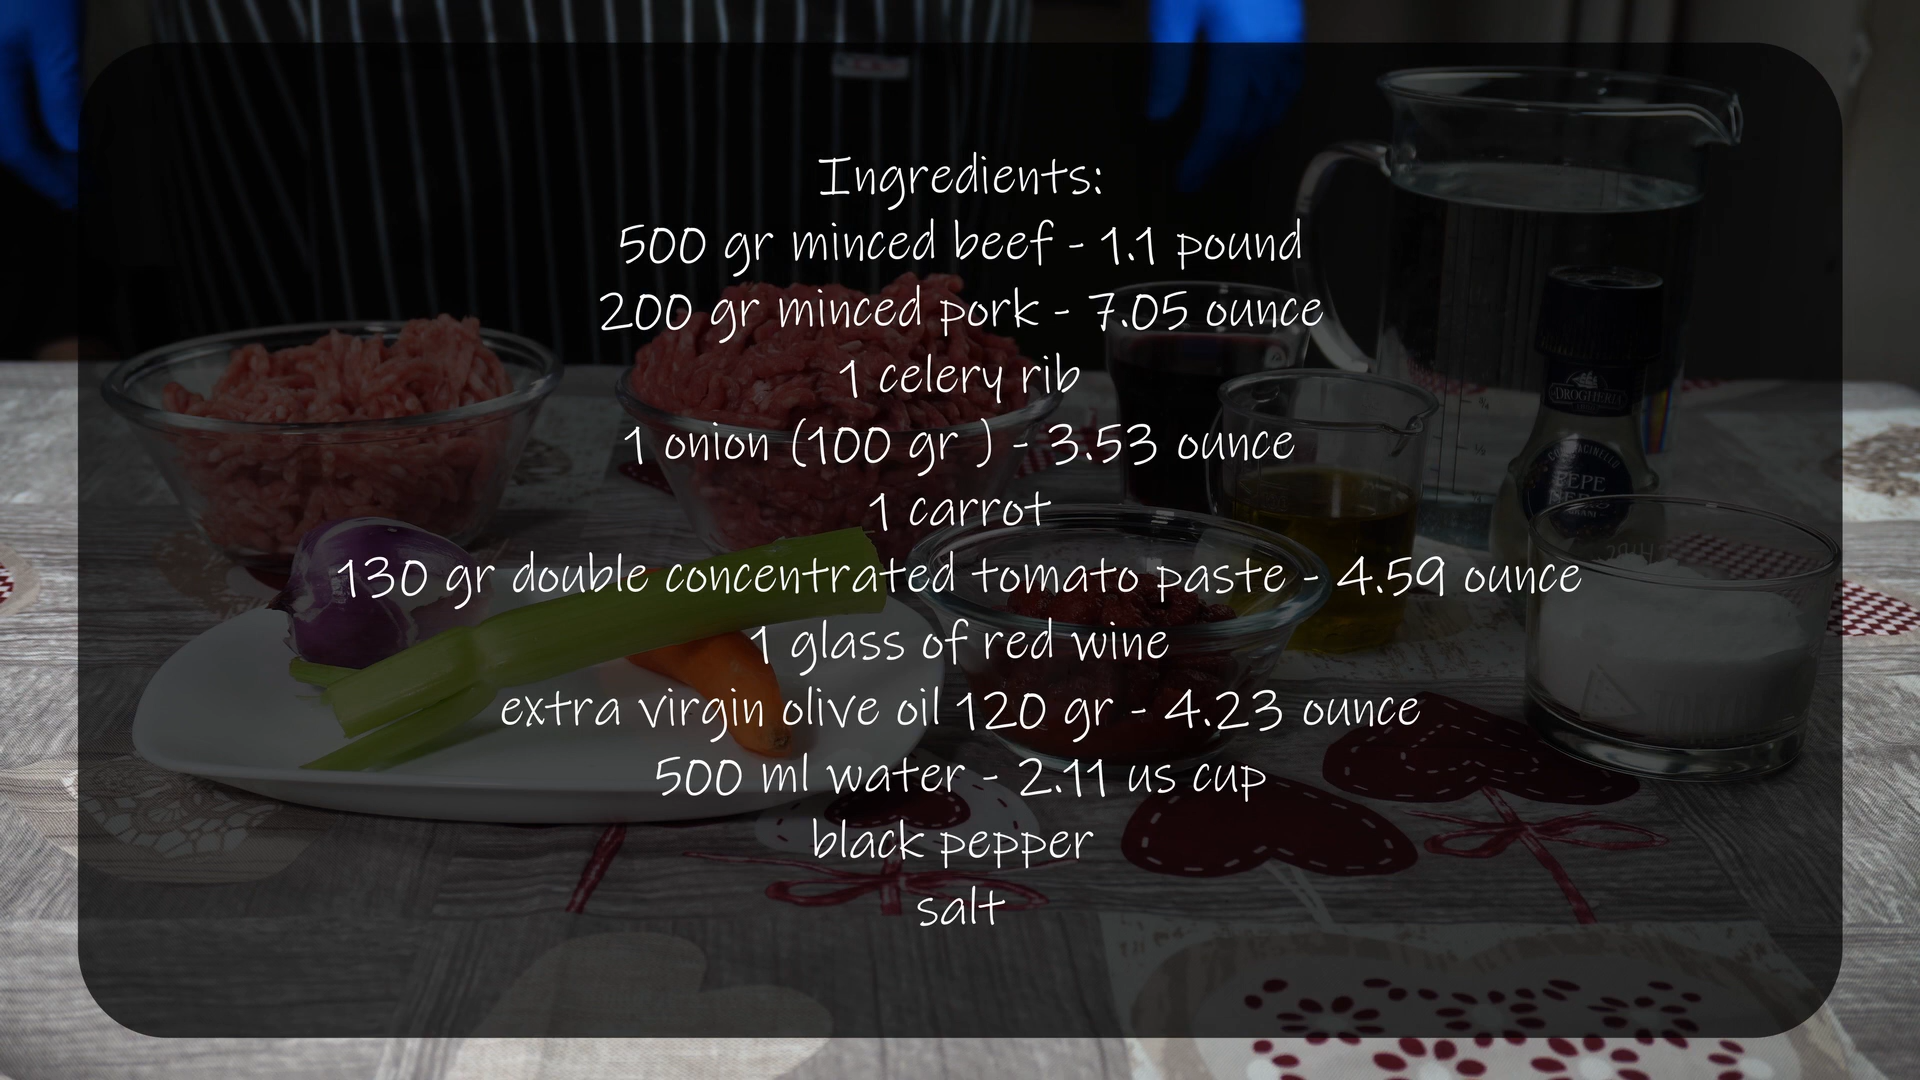 Ingredients:
500 gr minced beef - 1.1 pound
200 gr minced pork - 7.05 ounce
1 celery rib
1 onion (100 gr ) - 3.53 ounce
1 carrot
130 gr double concentrated tomato paste - 4.59 ounce
1 glass of red wine
extra virgin olive oil 120 gr - 4.23 ounce
500 ml water - 2.11 us cup
black pepper
salt
DROGHERIA
PEPE
NERO